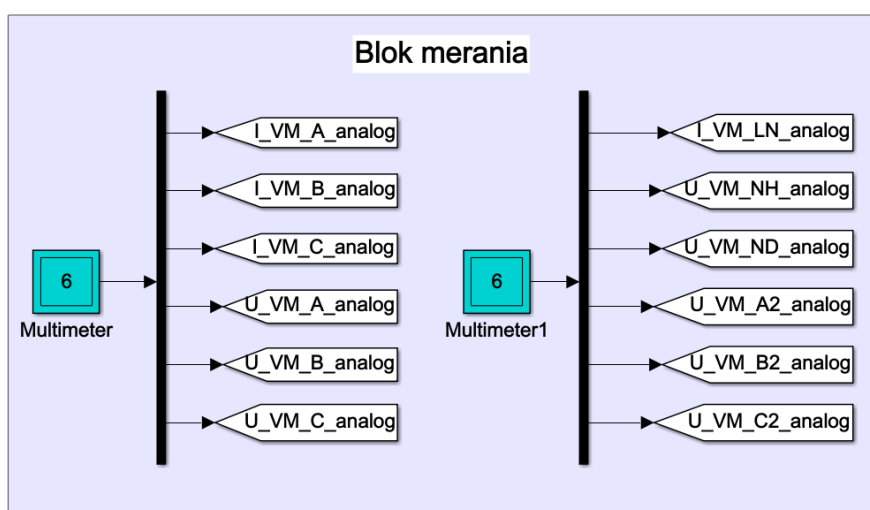 Blok merania
6
Multimeter
I_VM_A_analog
I_VM_B_analog
I_VM_C_analog
U_VM_A_analog
U_VM_B_analog
U_VM_C_analog
6
Multimeter1
I_VM_LN_analog
U_VM_NH_analog
U_VM_ND_analog
U_VM_A2_analog
U_VM_B2_analog
U_VM_C2_analog